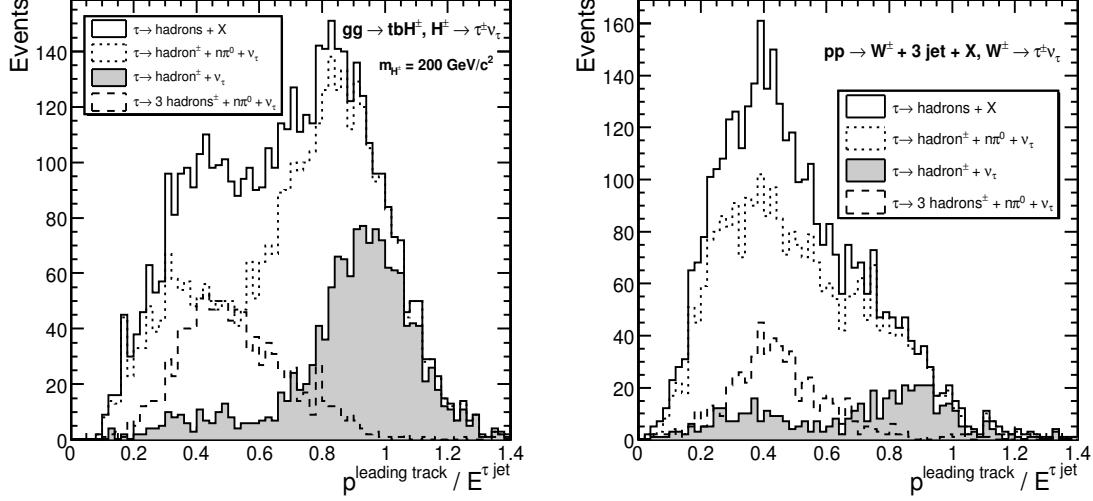 Events
140
120
100
80
60
40
20
0
τ→ hadrons + X
τ→ hadron± + nπ0 + ντ
τ→ hadron± + ντ
τ→ 3 hadrons± + nπ0 + ντ
gg → tbH±, H± → τ±ντ
mH± = 200 GeV/c2
0 0.2 0.4 0.6 0.8 1 1.2 1.4
pleading track / Eτ jet
Events
160
140
120
100
80
60
40
20
0
pp → W± + 3 jet + X, W± → τ±ντ
τ→ hadrons + X
τ→ hadron± + nπ0 + ντ
τ→ hadron± + ντ
τ→ 3 hadrons± + nπ0 + ντ
0 0.2 0.4 0.6 0.8 1 1.2 1.4
pleading track / Eτ jet